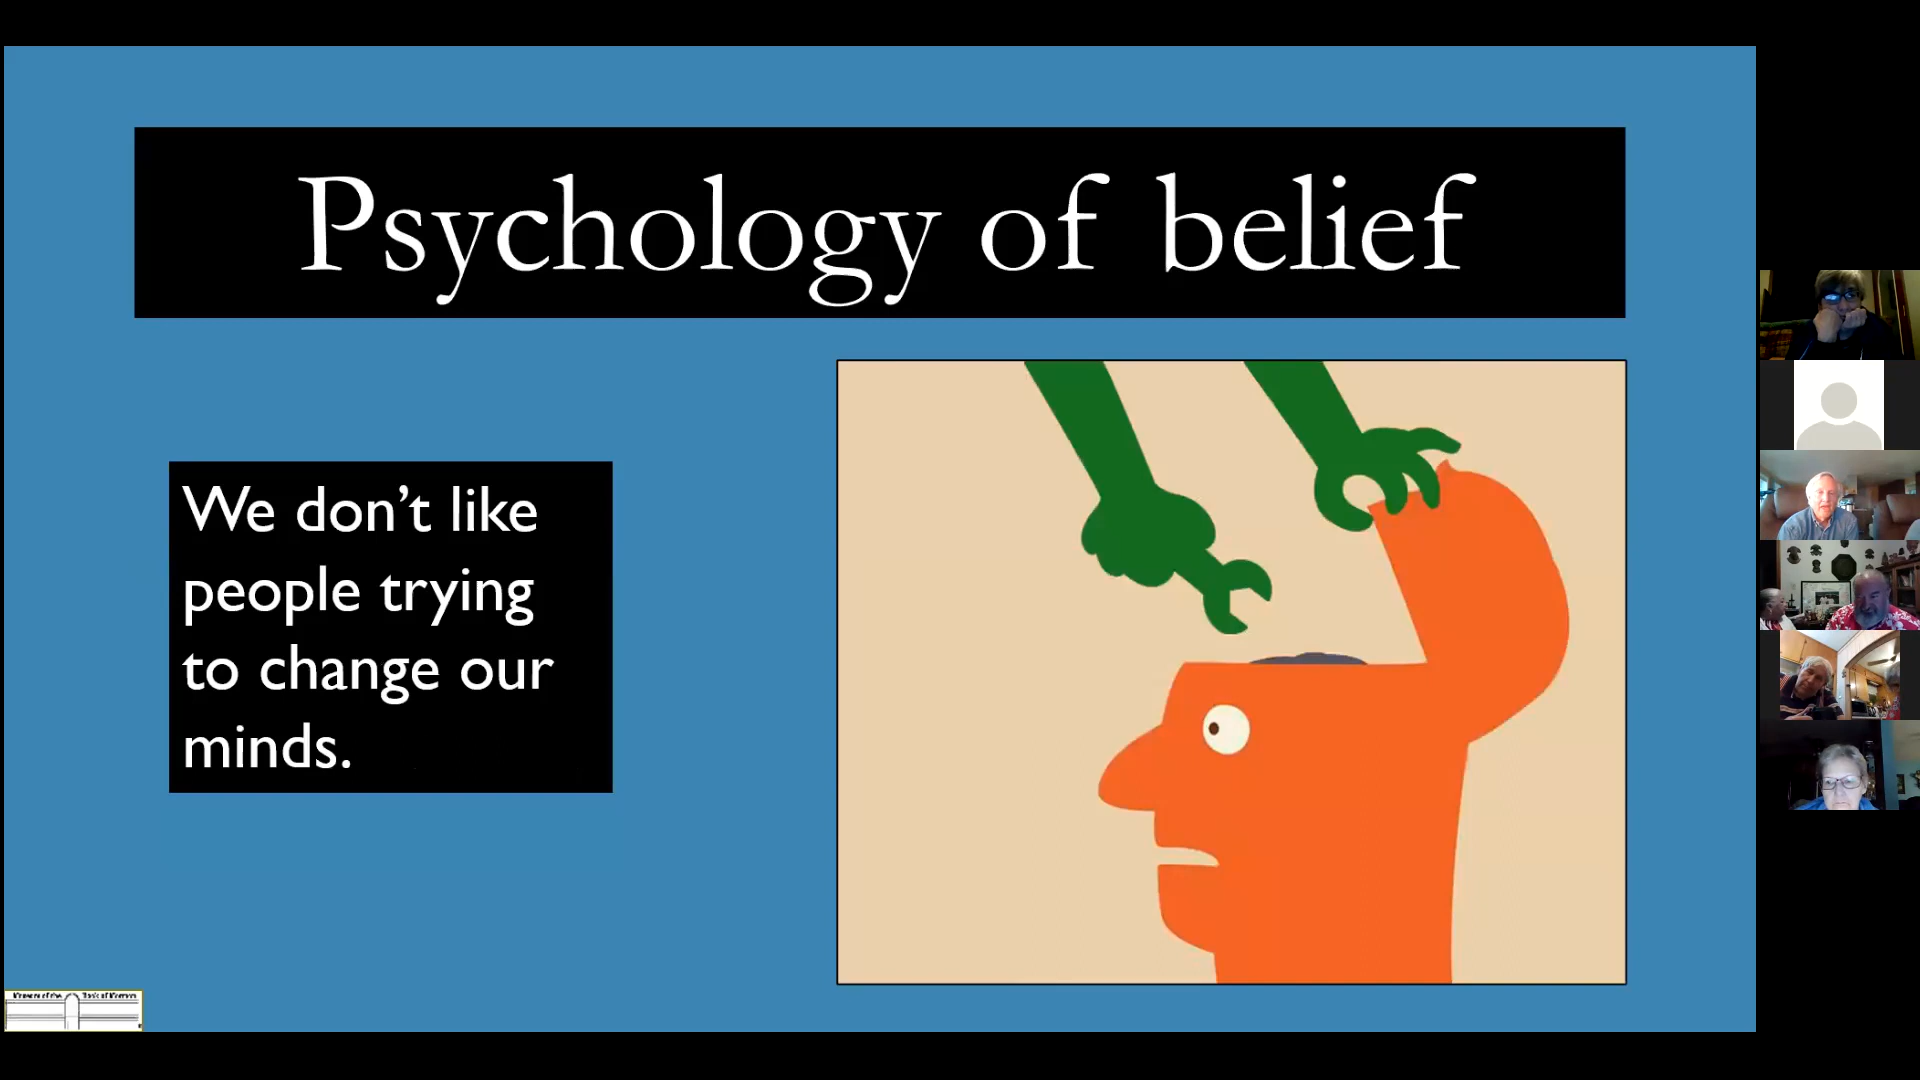 Psychology of belief
We don't like
people trying
to change our
minds.